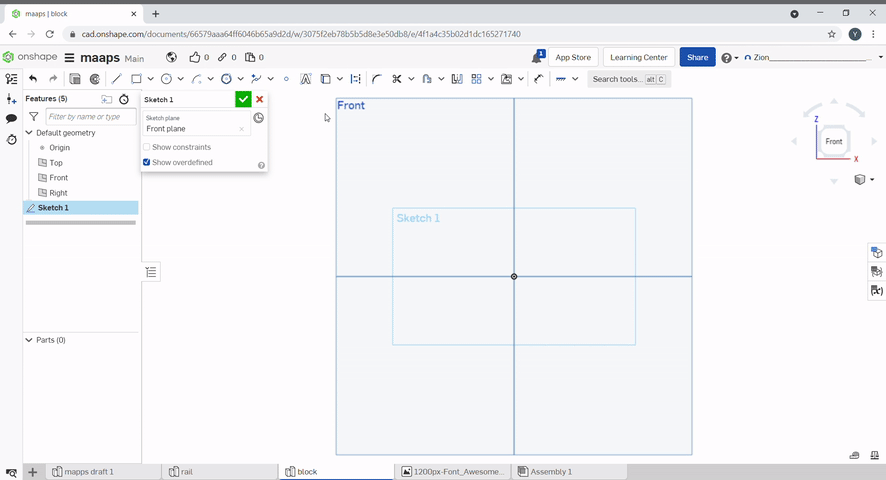 maaps | block
cad.onshape.com/documents/66579aaa64ff6046b65a9d2d/w/3075f2eb78b5b5d8e3e50db8/e/4f1a4c35b02d1dc165271740
Y
onshape
maaps Main
0
0
0
1
App Store
Learning Center
Share
Zion
Search tools... alt C
Features (5)
Filter by name or type
Default geometry
Origin
Top
Front
Right
Sketch 1
Parts (0)
Sketch 1
Sketch plane
Front plane
Show constraints
Show overdefined
Front
Sketch 1
Z
Front
X
(x)
mapps draft 1
rail
block
1200px-Font_Awesome...
Assembly 1